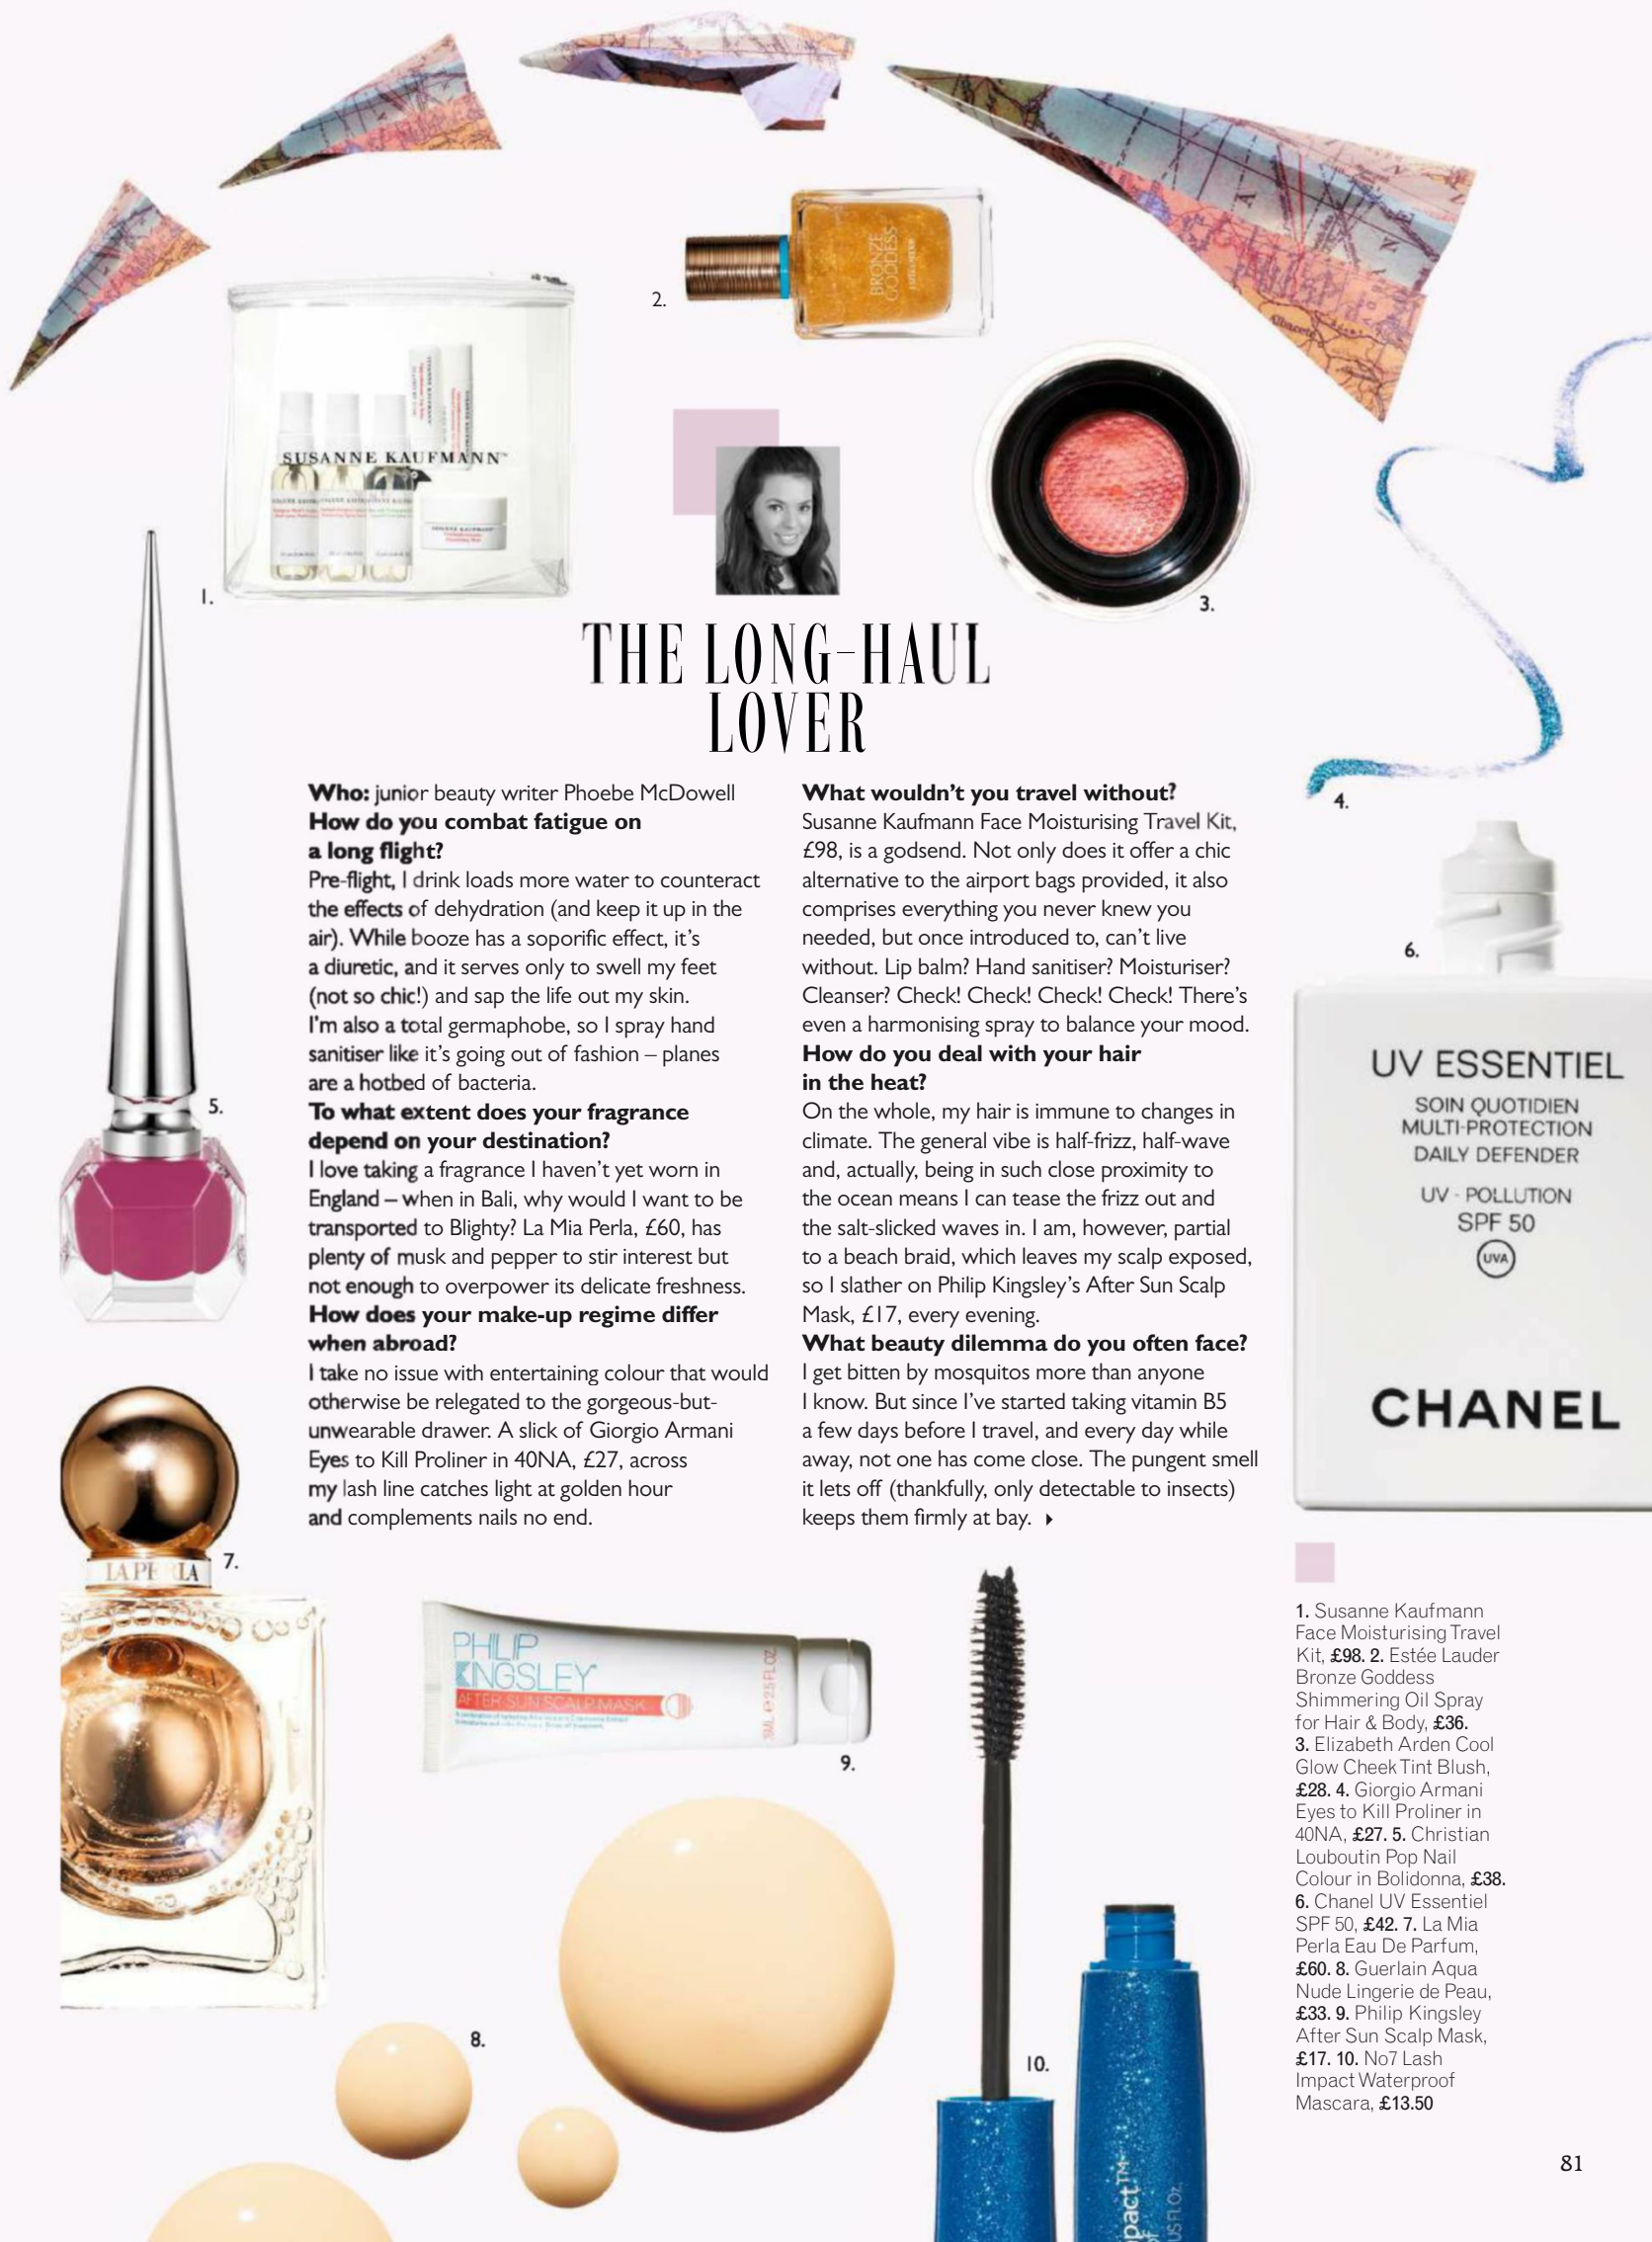 Albacete
2.
BRONZE
GODDESS
ESTĒE LAUDER
SUSANNE KAUFMANN™
1.
3.
THE LONG-HAUL
LOVER
4.
5.
Who: junior beauty writer Phoebe McDowell
How do you combat fatigue on
a long flight?
Pre-flight, I drink loads more water to counteract
the effects of dehydration (and keep it up in the
air). While booze has a soporific effect, it's
a diuretic, and it serves only to swell my feet
(not so chic!) and sap the life out my skin.
I'm also a total germaphobe, so I spray hand
sanitiser like it's going out of fashion – planes
are a hotbed of bacteria.
To what extent does your fragrance
depend on your destination?
I love taking a fragrance I haven't yet worn in
England – when in Bali, why would I want to be
transported to Blighty? La Mia Perla, £60, has
plenty of musk and pepper to stir interest but
not enough to overpower its delicate freshness.
How does your make-up regime differ
when abroad?
I take no issue with entertaining colour that would
otherwise be relegated to the gorgeous-but-
unwearable drawer. A slick of Giorgio Armani
Eyes to Kill Proliner in 40NA, £27, across
my lash line catches light at golden hour
and complements nails no end.
What wouldn't you travel without?
Susanne Kaufmann Face Moisturising Travel Kit,
£98, is a godsend. Not only does it offer a chic
alternative to the airport bags provided, it also
comprises everything you never knew you
needed, but once introduced to, can't live
without. Lip balm? Hand sanitiser? Moisturiser?
Cleanser? Check! Check! Check! Check! There's
even a harmonising spray to balance your mood.
How do you deal with your hair
in the heat?
On the whole, my hair is immune to changes in
climate. The general vibe is half-frizz, half-wave
and, actually, being in such close proximity to
the ocean means I can tease the frizz out and
the salt-slicked waves in. I am, however, partial
to a beach braid, which leaves my scalp exposed,
so I slather on Philip Kingsley's After Sun Scalp
Mask, £17, every evening.
What beauty dilemma do you often face?
I get bitten by mosquitos more than anyone
I know. But since I've started taking vitamin B5
a few days before I travel, and every day while
away, not one has come close. The pungent smell
it lets off (thankfully, only detectable to insects)
keeps them firmly at bay.
6.
UV ESSENTIEL
SOIN QUOTIDIEN
MULTI-PROTECTION
DAILY DEFENDER
UV - POLLUTION
SPF 50
UVA
CHANEL
7.
LA PERLA
PHILIP
KINGSLEY
AFTER-SUN SCALP MASK
75ML ℮ 2.5 FL OZ
9.
8.
10.
pact™
of
US FL Oz
1. Susanne Kaufmann
Face Moisturising Travel
Kit, £98. 2. Estée Lauder
Bronze Goddess
Shimmering Oil Spray
for Hair & Body, £36.
3. Elizabeth Arden Cool
Glow Cheek Tint Blush,
£28. 4. Giorgio Armani
Eyes to Kill Proliner in
40NA, £27. 5. Christian
Louboutin Pop Nail
Colour in Bolidonna, £38.
6. Chanel UV Essentiel
SPF 50, £42. 7. La Mia
Perla Eau De Parfum,
£60. 8. Guerlain Aqua
Nude Lingerie de Peau,
£33. 9. Philip Kingsley
After Sun Scalp Mask,
£17. 10. No7 Lash
Impact Waterproof
Mascara, £13.50
81